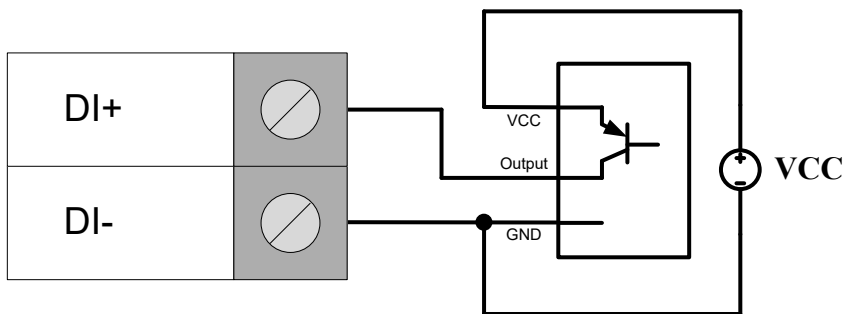 DI+
VCC
Output
VCC
DI-
GND